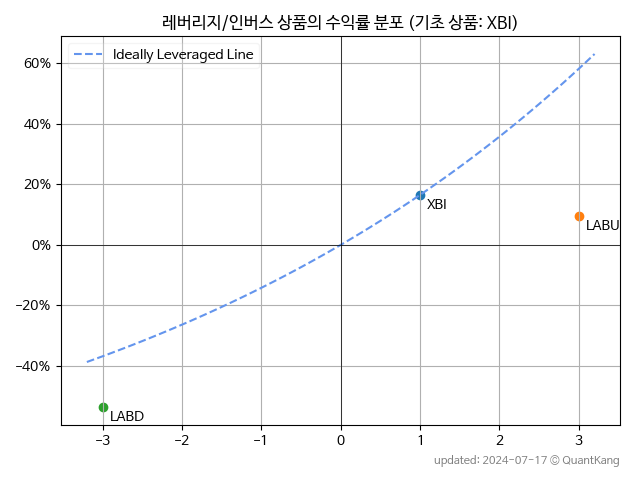 레버리지/인버스 상품의 수익률 분포 (기초 상품: XBI)
Ideally Leveraged Line
60%
40%
20%
0%
−20%
−40%
XBI
LABU
LABD
−3 −2 −1 0 1 2 3
updated: 2024-07-17 © QuantKang